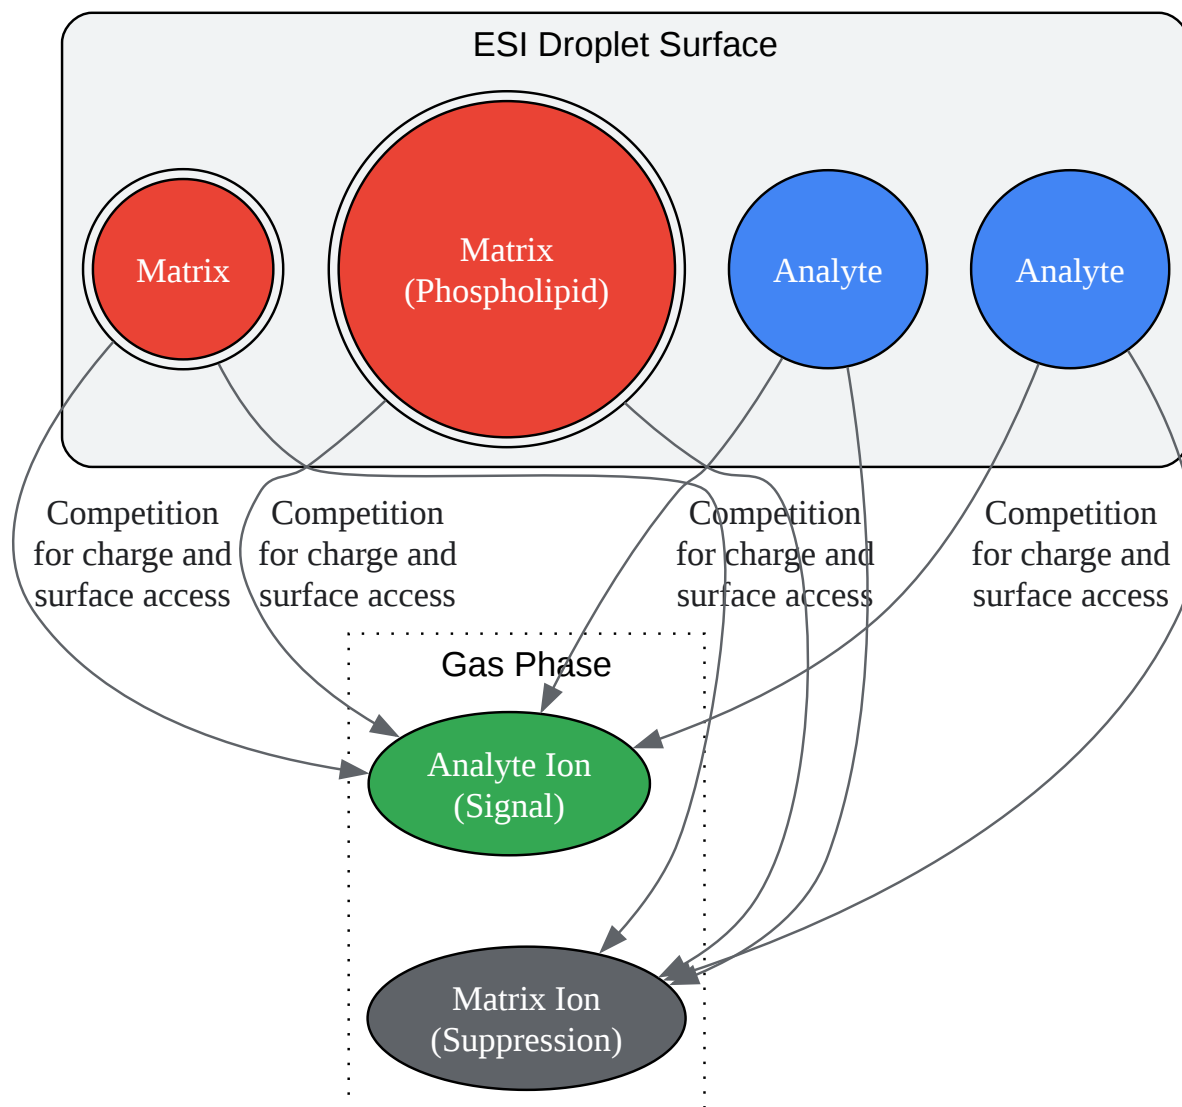 ESI Droplet Surface
Matrix
Matrix
(Phospholipid)
Analyte
Analyte
Competition
for charge and
surface access
Competition
for charge and
surface access
Competition
for charge and
surface access
Competition
for charge and
surface access
Gas Phase
Analyte Ion
(Signal)
Matrix Ion
(Suppression)